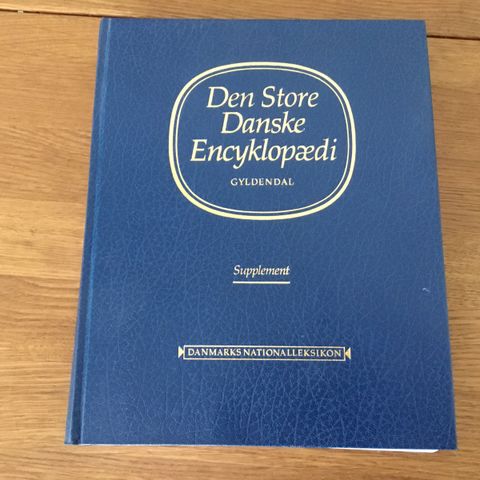 Den Store
Danske
Encyklopædi
GYLDENDAL
Supplement
DANMARKS NATIONALLEKSIKON